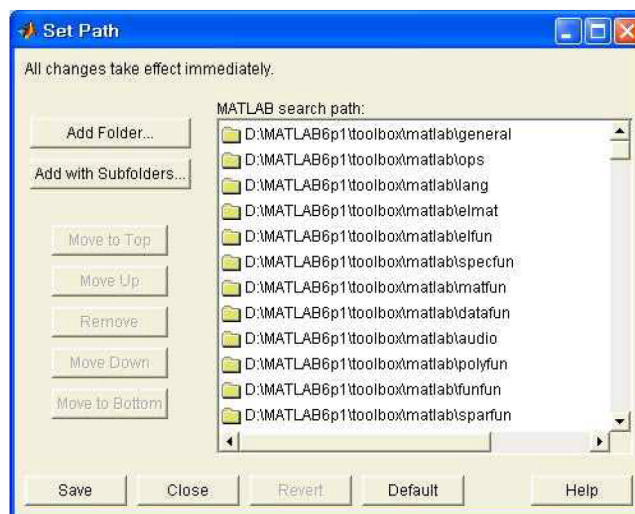 Set Path
All changes take effect immediately.
MATLAB search path:
Add Folder...
Add with Subfolders...
Move to Top
Move Up
Remove
Move Down
Move to Bottom
D:\MATLAB6p1\toolbox\matlab\general
D:\MATLAB6p1\toolbox\matlab\ops
D:\MATLAB6p1\toolbox\matlab\lang
D:\MATLAB6p1\toolbox\matlab\elmat
D:\MATLAB6p1\toolbox\matlab\elfun
D:\MATLAB6p1\toolbox\matlab\specfun
D:\MATLAB6p1\toolbox\matlab\matfun
D:\MATLAB6p1\toolbox\matlab\datafun
D:\MATLAB6p1\toolbox\matlab\audio
D:\MATLAB6p1\toolbox\matlab\polyfun
D:\MATLAB6p1\toolbox\matlab\funfun
D:\MATLAB6p1\toolbox\matlab\sparfun
Save
Close
Revert
Default
Help